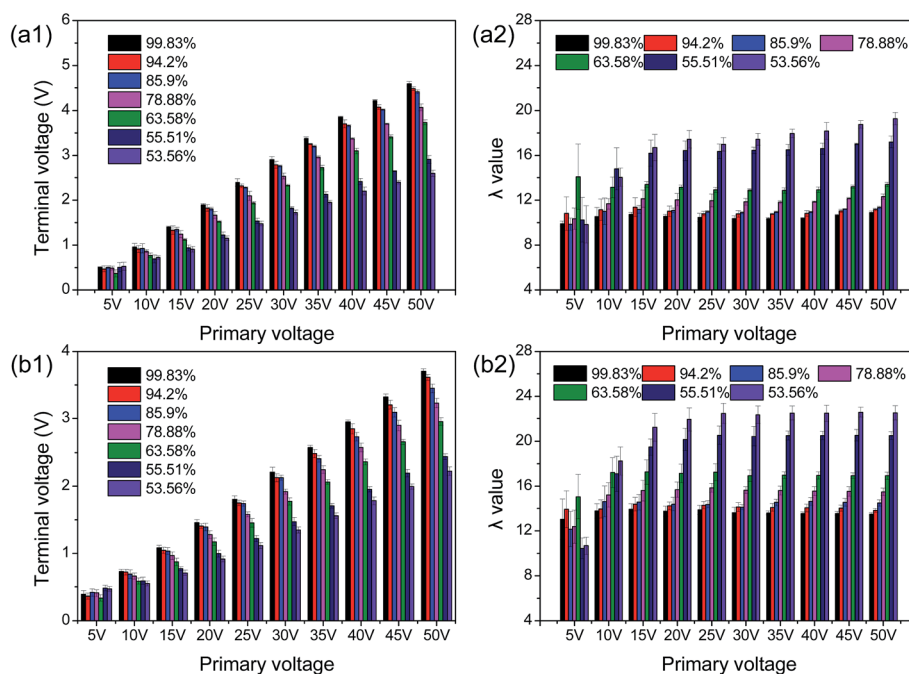 (a1)
6
5
4
3
2
1
0
Terminal voltage (V)
99.83%
94.2%
85.9%
78.88%
63.58%
55.51%
53.56%
5V 10V 15V 20V 25V 30V 35V 40V 45V 50V
Primary voltage
(a2)
28
24
20
16
12
8
4
λ value
99.83% 94.2% 85.9% 78.88%
63.58% 55.51% 53.56%
5V 10V 15V 20V 25V 30V 35V 40V 45V 50V
Primary voltage
(b1)
4
3
2
1
0
Terminal voltage (V)
99.83%
94.2%
85.9%
78.88%
63.58%
55.51%
53.56%
5V 10V 15V 20V 25V 30V 35V 40V 45V 50V
Primary voltage
(b2)
28
24
20
16
12
8
4
λ value
99.83% 94.2% 85.9% 78.88%
63.58% 55.51% 53.56%
5V 10V 15V 20V 25V 30V 35V 40V 45V 50V
Primary voltage